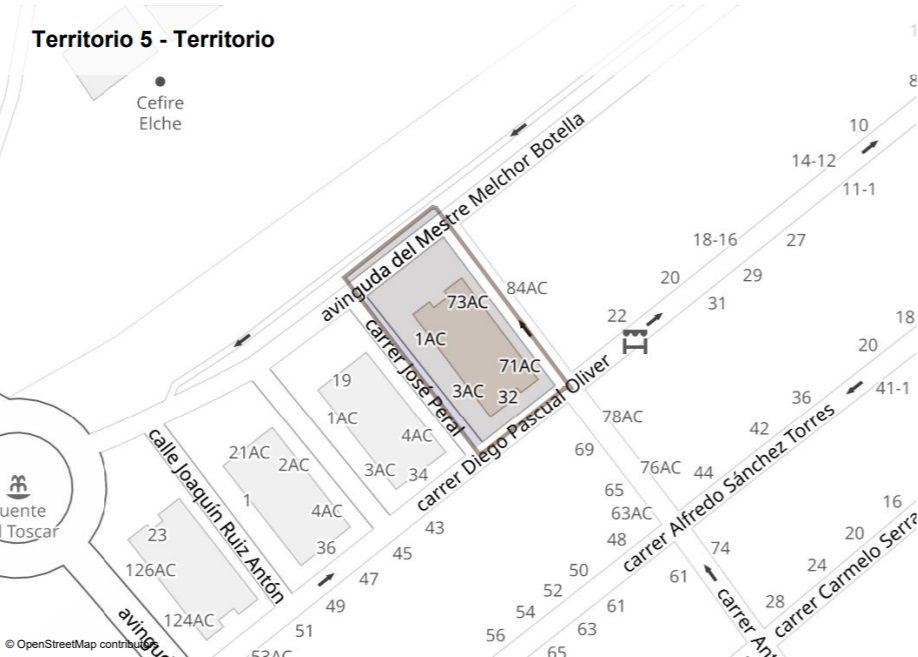 Territorio 5 - Territorio
Cefire
Elche
avinguda del Mestre Melchor Botella
8
10
14-12
11-1
18-16
27
20
29
31
22
84AC
73AC
1AC
71AC
3AC
32
carrer José Peral
carrer Diego Pascual Oliver
19
1AC
4AC
3AC
34
18
20
41-1
36
42
44
78AC
76AC
69
65
63AC
48
carrer Alfredo Sánchez Torres
calle Joaquín Ruiz Antón
21AC
2AC
1
4AC
36
43
45
47
49
51
53AC
23
126AC
124AC
Toscar
50
52
54
56
61
63
65
61
74
16
20
24
28
carrer Carmelo Serra
carrer
© OpenStreetMap contributors